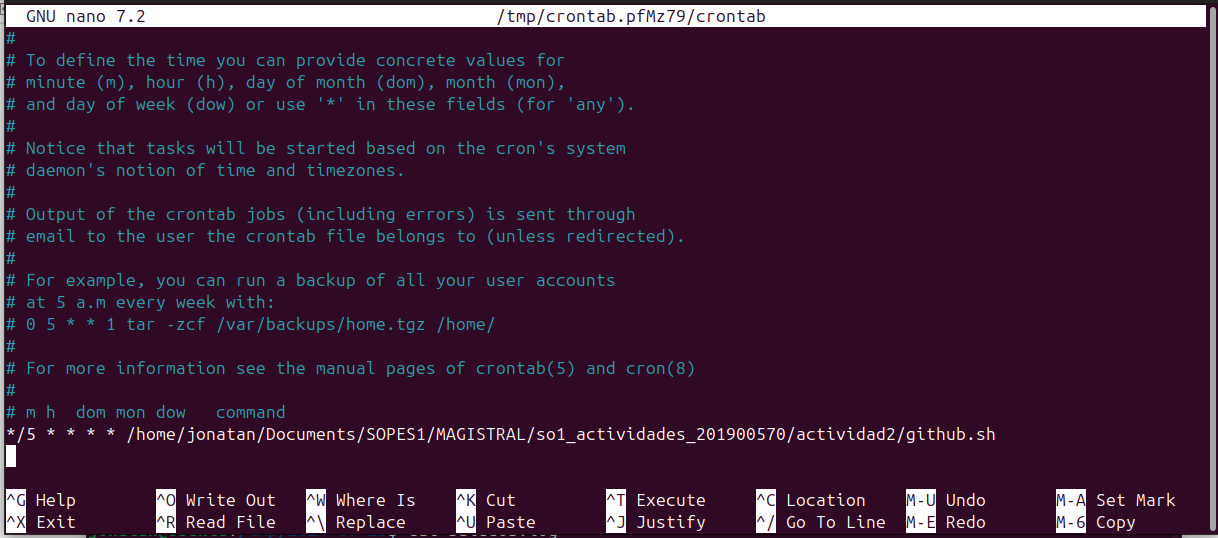 GNU nano 7.2 /tmp/crontab.pfMz79/crontab
#
# To define the time you can provide concrete values for
# minute (m), hour (h), day of month (dom), month (mon),
# and day of week (dow) or use '*' in these fields (for 'any').
#
# Notice that tasks will be started based on the cron's system
# daemon's notion of time and timezones.
#
# Output of the crontab jobs (including errors) is sent through
# email to the user the crontab file belongs to (unless redirected).
#
# For example, you can run a backup of all your user accounts
# at 5 a.m every week with:
# 0 5 * * 1 tar -zcf /var/backups/home.tgz /home/
#
# For more information see the manual pages of crontab(5) and cron(8)
#
# m h  dom mon dow   command
*/5 * * * * /home/jonatan/Documents/SOPES1/MAGISTRAL/so1_actividades_201900570/actividad2/github.sh
^G Help ^O Write Out ^W Where Is ^K Cut ^T Execute ^C Location M-U Undo M-A Set Mark
^X Exit ^R Read File ^\ Replace ^U Paste ^J Justify ^/ Go To Line M-E Redo M-6 Copy